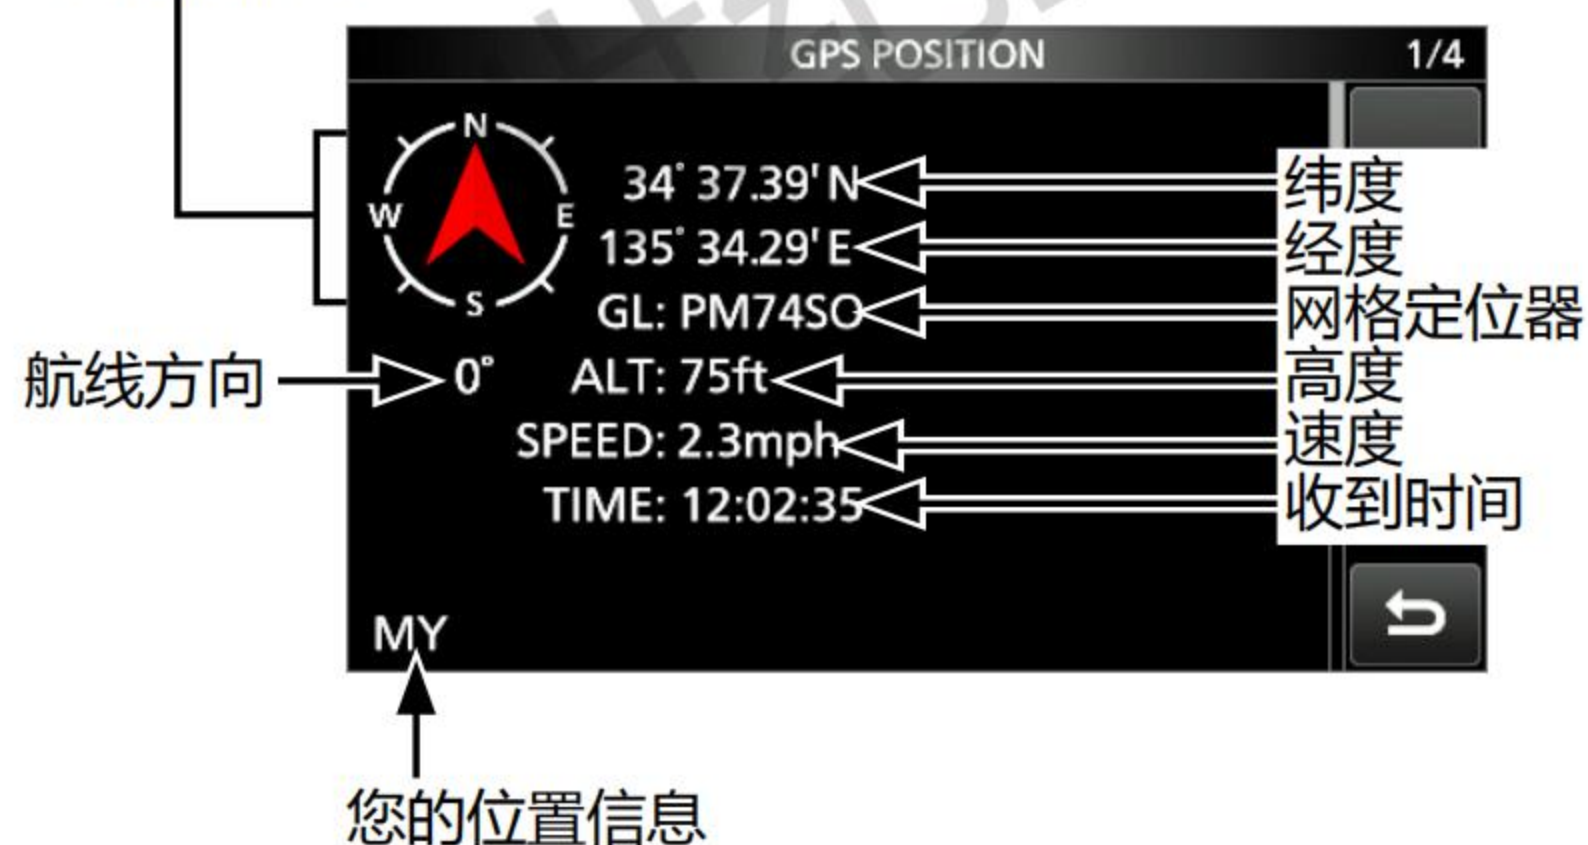 GPS POSITION 1/4
N
W E
S
34° 37.39' N 纬度
135° 34.29' E 经度
GL: PM74SO 网格定位器
航线方向 0° ALT: 75ft 高度
SPEED: 2.3mph 速度
TIME: 12:02:35 收到时间
MY
您的位置信息